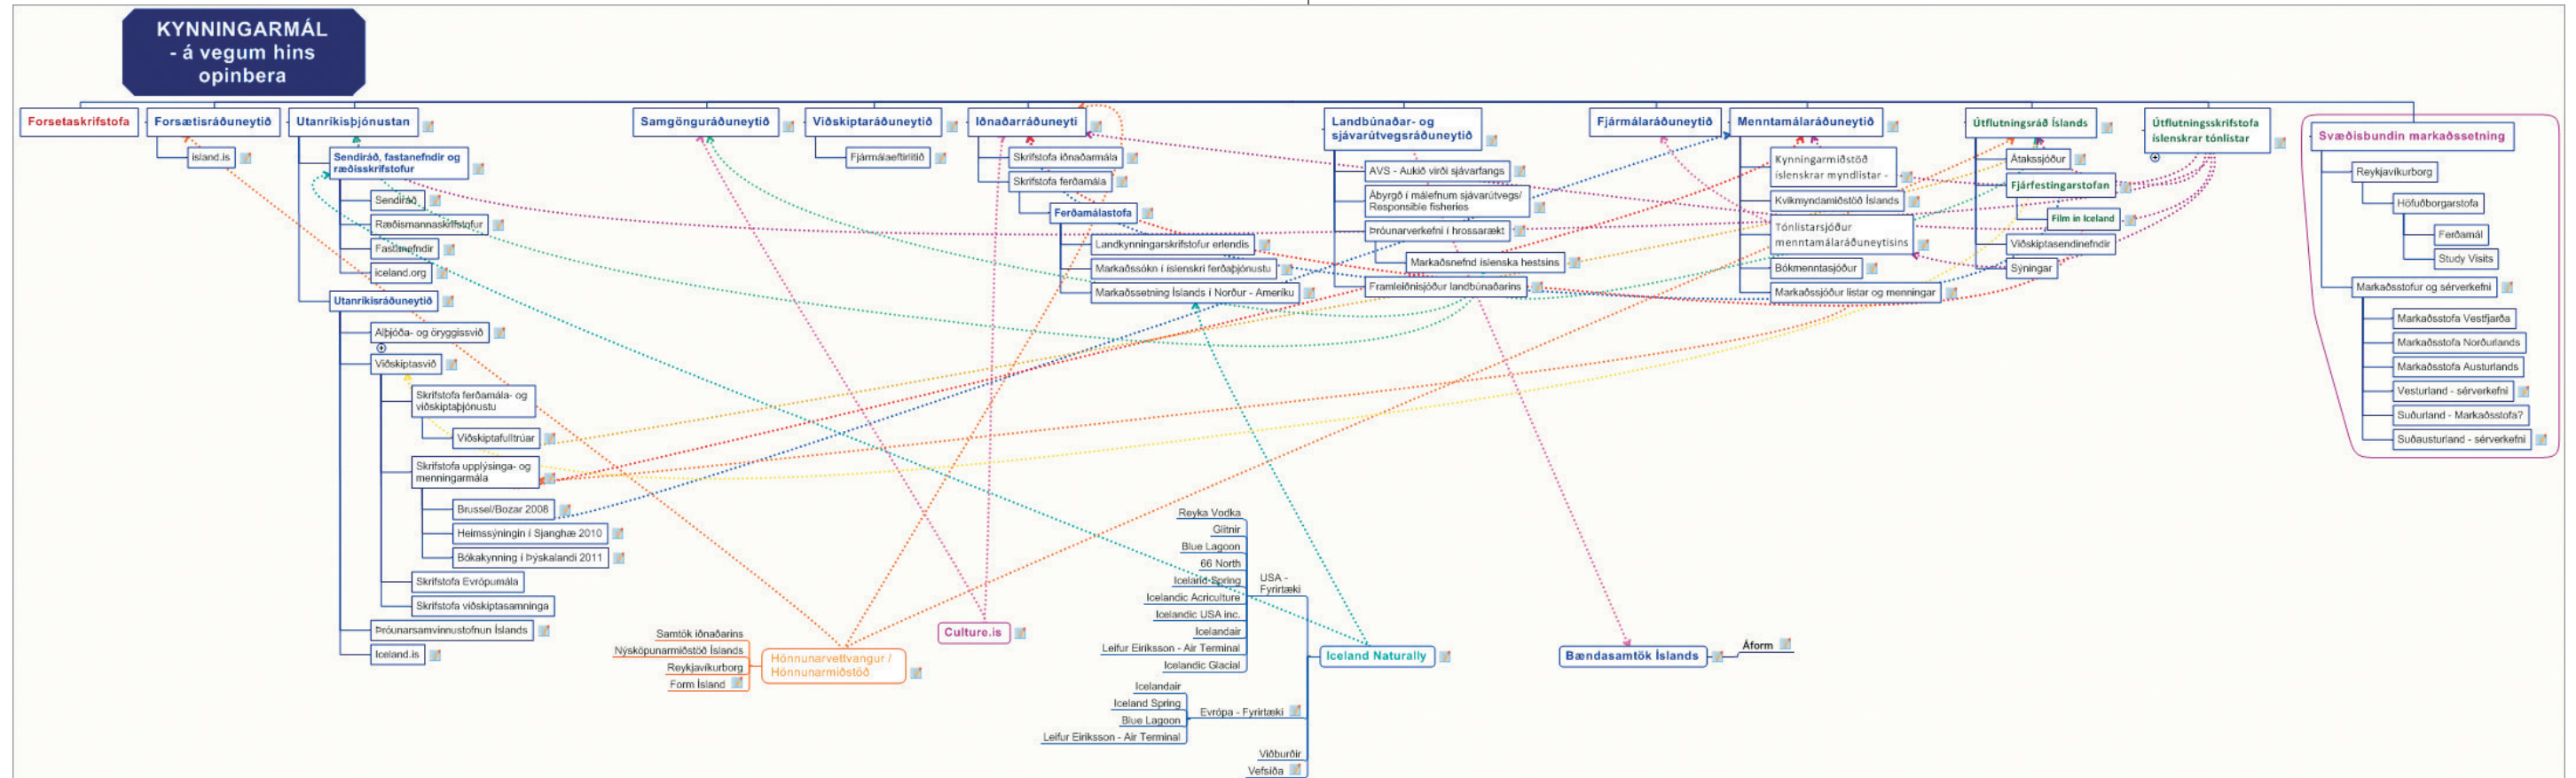 KYNNINGARMÁL
- á vegum hins
opinbera
Forsetaskrifstofa
Forsætisráðuneytið
island.is
Utanríkisþjónustan
Sendiráð, fastanefndir og
ræðisskrifstofur
Sendiráð
Ræðismannaskrifstofur
Fastanefndir
iceland.org
Utanríkisráðuneytið
Alþjóða- og öryggissvið
Viðskiptasvið
Skrifstofa ferðamála- og
viðskiptaþjónustu
Viðskiptafulltrúar
Skrifstofa upplýsinga- og
menningarmála
Brussel/Bozar 2008
Heimssýningin í Sjanghæ 2010
Bókakynning í Þýskalandi 2011
Skrifstofa Evrópumála
Skrifstofa viðskiptasamninga
Þróunarsamvinnustofnun Íslands
Iceland.is
Samgönguráðuneytið
Viðskiptaráðuneytið
Fjármálaeftirlitið
Iðnaðarráðuneyti
Skrifstofa iðnaðarmála
Skrifstofa ferðamála
Ferðamálastofa
Landkynningarskrifstofur erlendis
Markaðssókn í íslenskri ferðaþjónustu
Markaðssetning Íslands í Norður - Ameríku
Landbúnaðar- og
sjávarútvegsráðuneytið
AVS - Aukið virði sjávarfangs
Ábyrgð í málefnum sjávarútvegs/
Responsible fisheries
Þróunarverkefni í hrossarækt
Markaðsnefnd íslenska hestsins
Framleiðnisjóður landbúnaðarins
Fjármálaráðuneytið
Menntamálaráðuneytið
Kynningarmiðstöð
íslenskrar myndlistar -
Kvikmyndamiðstöð Íslands
Tónlistarsjóður
menntamálaráðuneytisins
Bókmenntasjóður
Markaðssjóður listar og menningar
Útflutningsráð Íslands
Átakssjóður
Fjárfestingarstofan
Film in Iceland
Viðskiptasendinefndir
Sýningar
Útflutningsskrifstofa
íslenskrar tónlistar
Svæðisbundin markaðssetning
Reykjavíkurborg
Höfuðborgarstofa
Ferðamál
Study Visits
Markaðsstofur og sérverkefni
Markaðsstofa Vestfjarða
Markaðsstofa Norðurlands
Markaðsstofa Austurlands
Vesturland - sérverkefni
Suðurland - Markaðsstofa?
Suðausturland - sérverkefni
Samtök iðnaðarins
Nýsköpunarmiðstöð Íslands
Reykjavíkurborg
Form Ísland
Hönnunarvettvangur /
Hönnunarmiðstöð
Culture.is
Reyka Vodka
Glitnir
Blue Lagoon
66 North
Iceland Spring
Icelandic Acriculture
Icelandic USA inc.
Icelandair
Leifur Eiriksson - Air Terminal
Icelandic Glacial
USA -
Fyrirtæki
Icelandair
Iceland Spring
Blue Lagoon
Leifur Eiriksson - Air Terminal
Evrópa - Fyrirtæki
Viðburðir
Vefsíða
Iceland Naturally
Bændasamtök Íslands
Áform